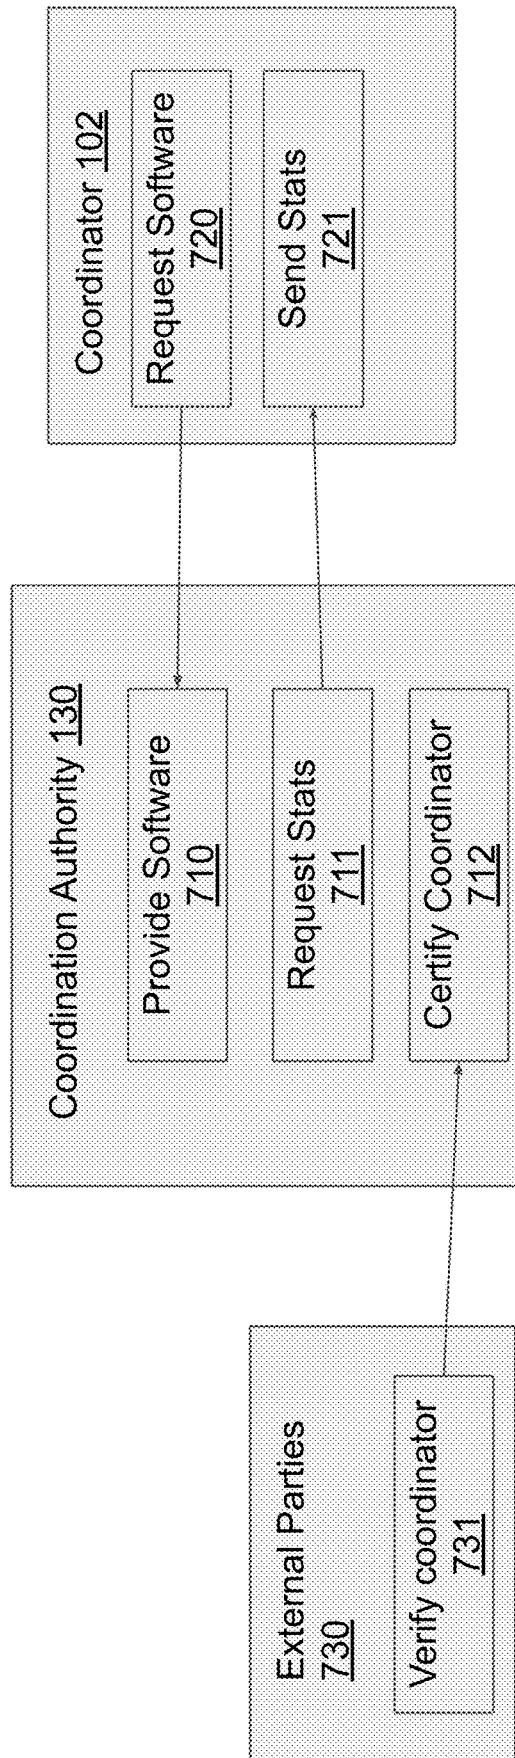 External Parties
730
Verify coordinator
731
Coordination Authority 130
Provide Software
710
Request Stats
711
Certify Coordinator
712
Coordinator 102
Request Software
720
Send Stats
721